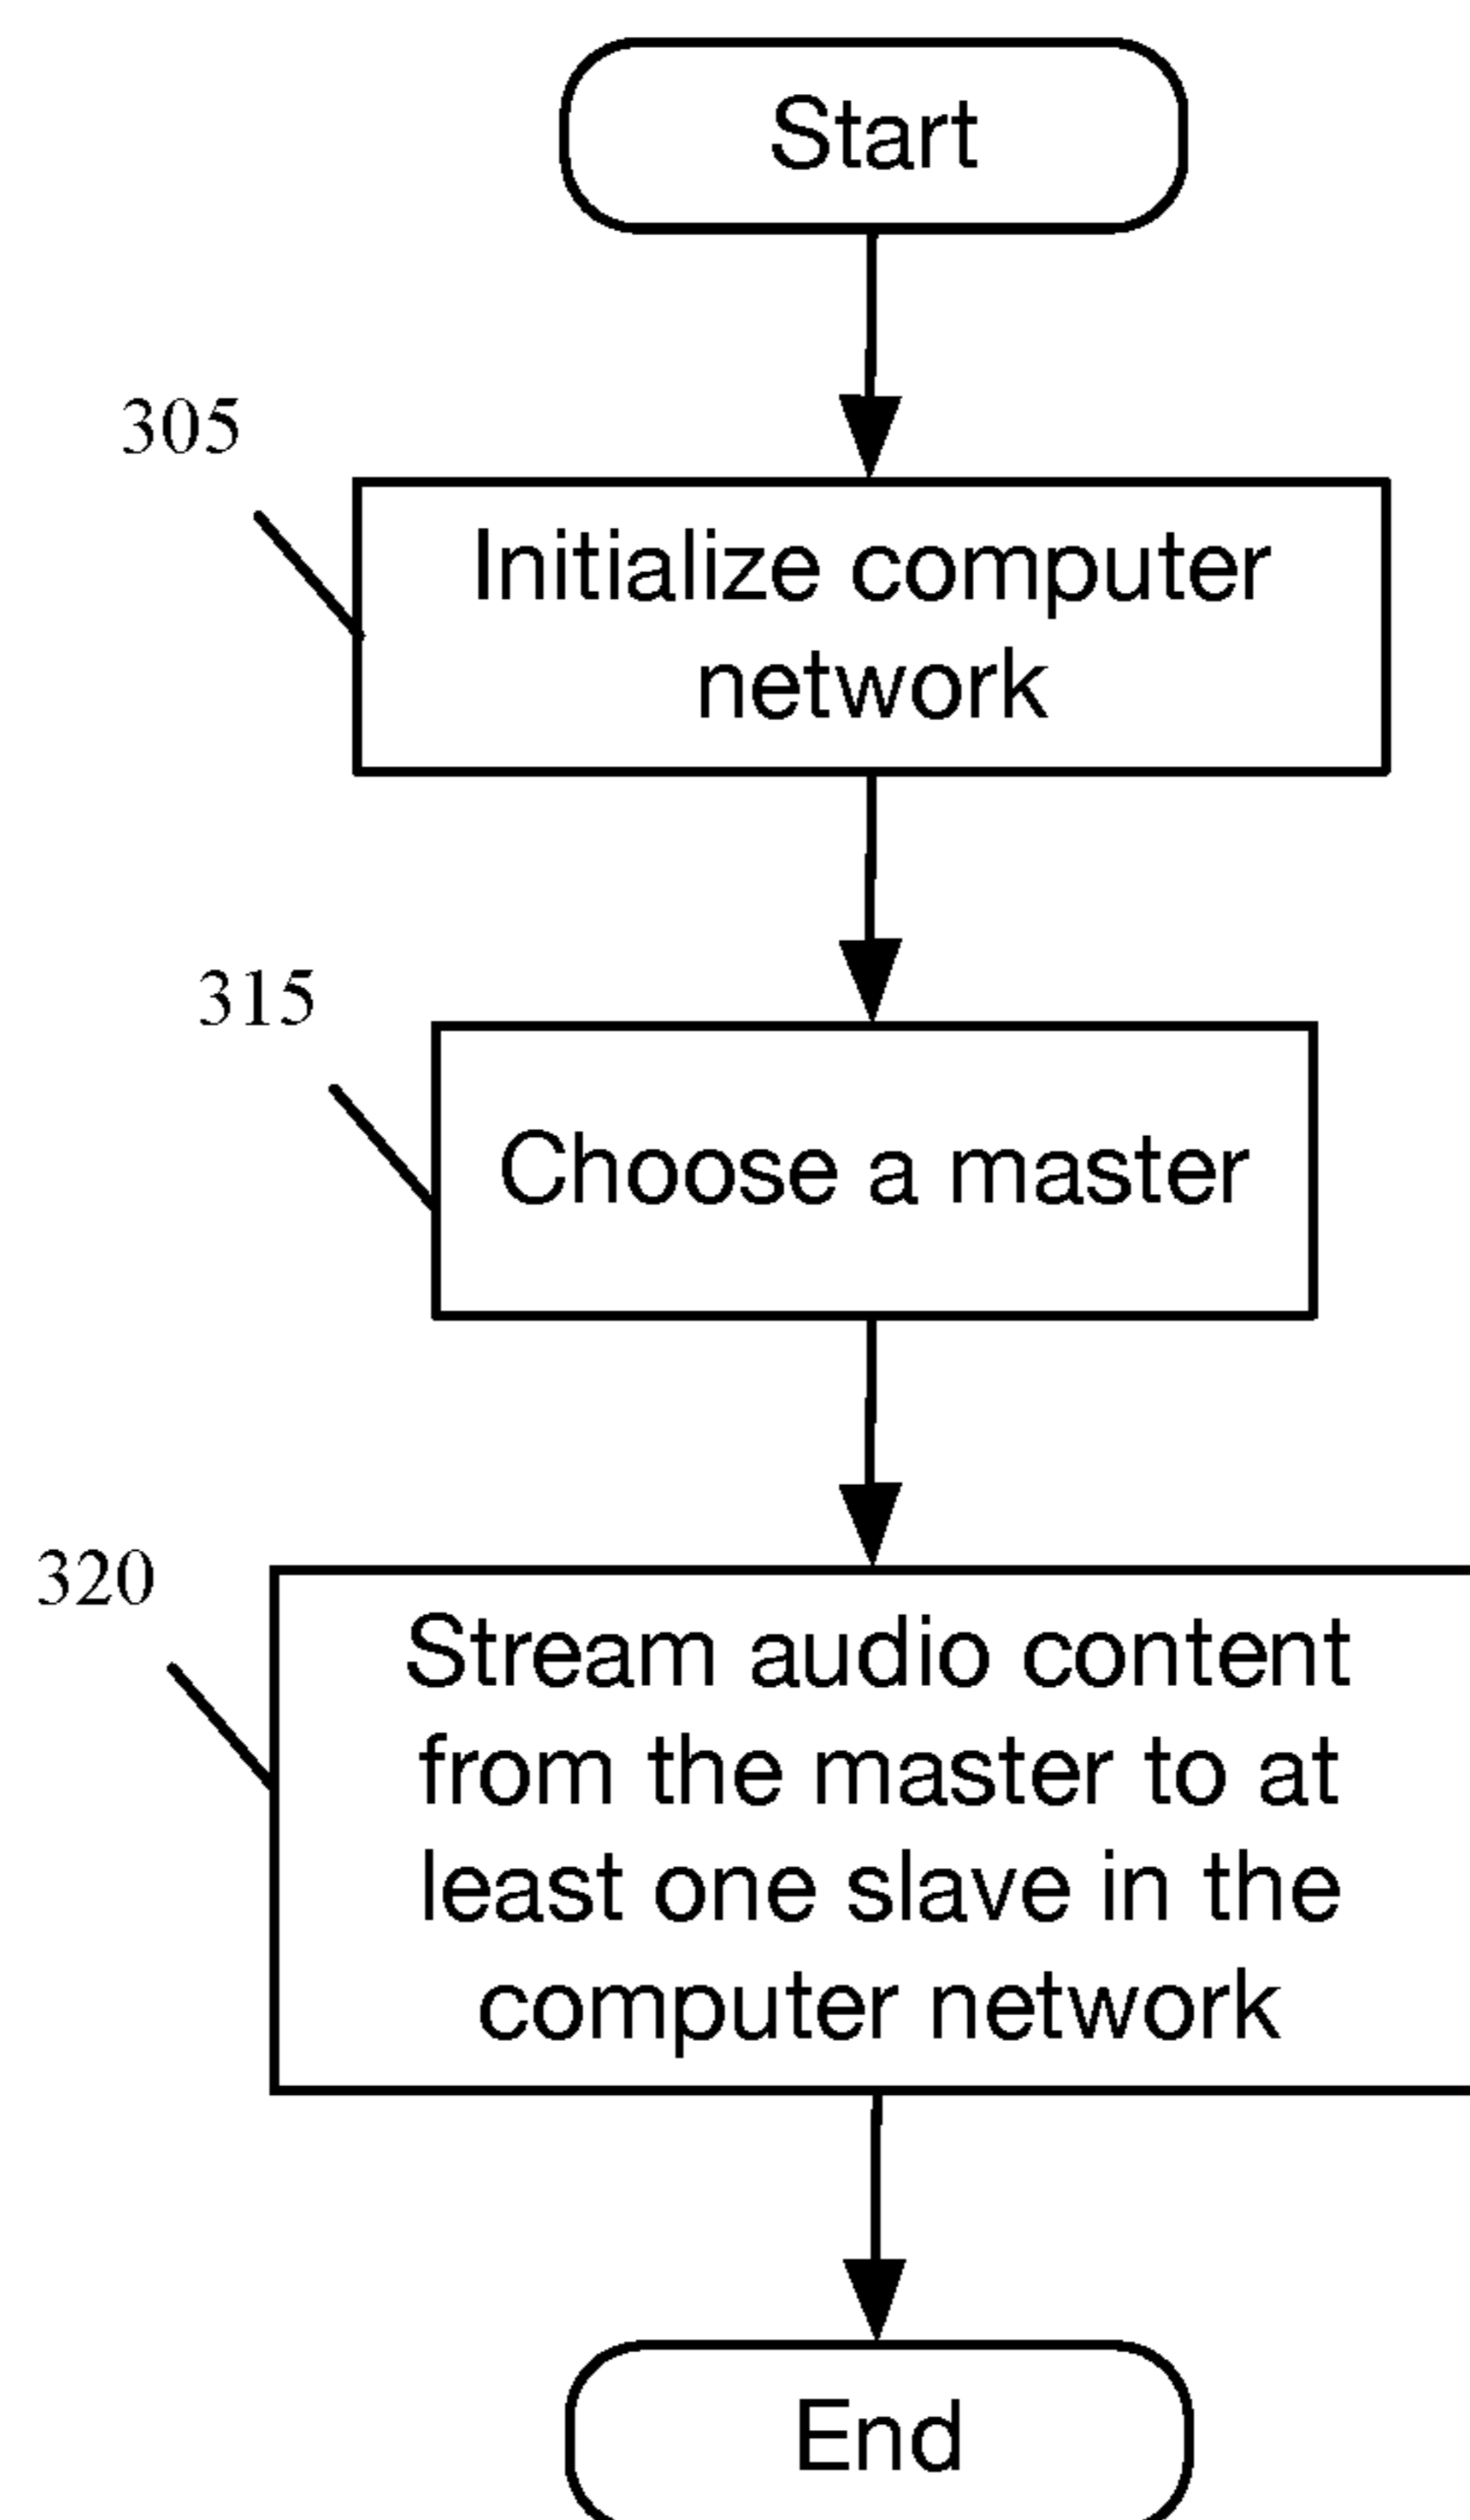 Start
305
Initialize computer
network
315
Choose a master
320
Stream audio content
from the master to at
least one slave in the
computer network
End